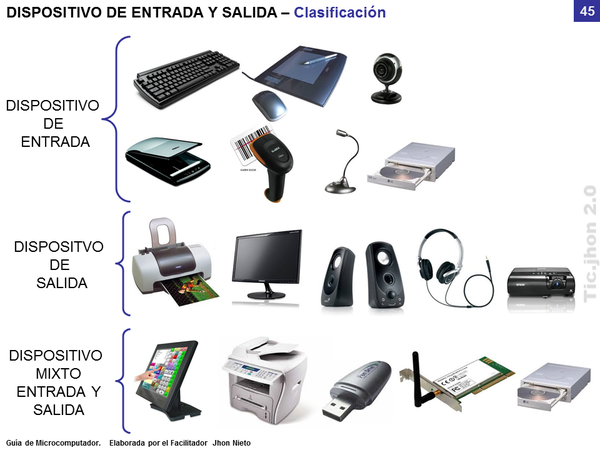 DISPOSITIVO DE ENTRADA Y SALIDA – Clasificación
45
DISPOSITIVO
DE
ENTRADA
DISPOSITVO
DE
SALIDA
DISPOSITIVO
MIXTO
ENTRADA Y
SALIDA
Tic.jhon 2.0
Guía de Microcomputador. Elaborada por el Facilitador Jhon Nieto